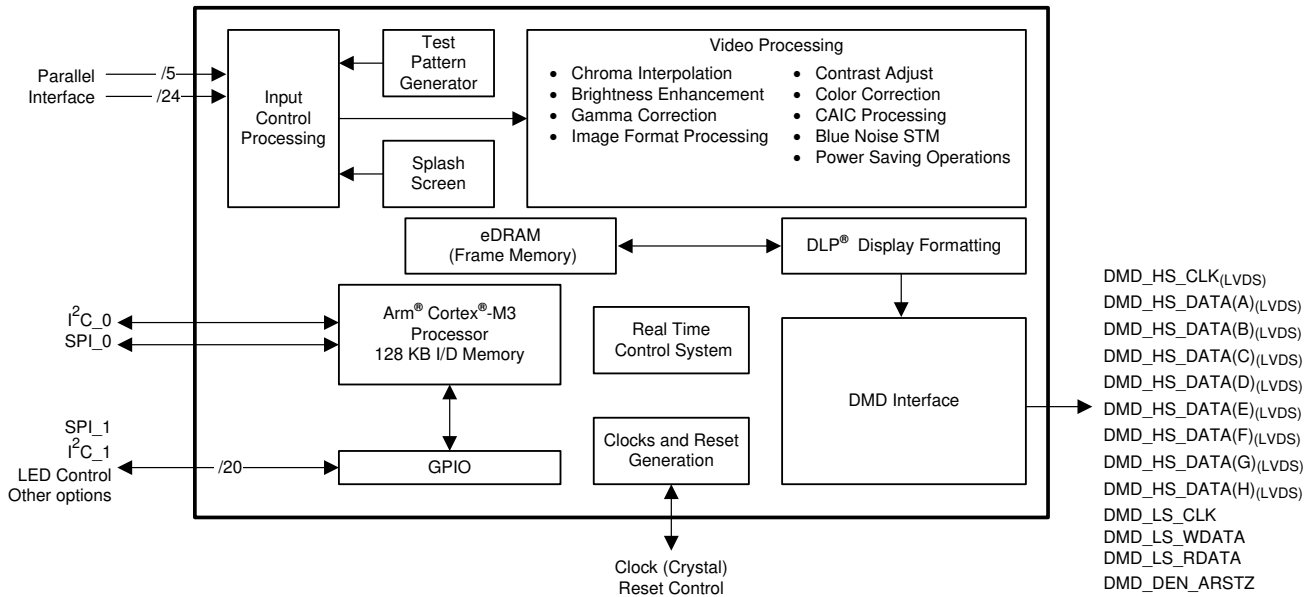 Parallel
Interface
/5
/24
Input
Control
Processing
Test
Pattern
Generator
Splash
Screen
Video Processing
• Chroma Interpolation
• Brightness Enhancement
• Gamma Correction
• Image Format Processing
• Contrast Adjust
• Color Correction
• CAIC Processing
• Blue Noise STM
• Power Saving Operations
eDRAM
(Frame Memory)
DLP® Display Formatting
I²C_0
SPI_0
Arm® Cortex®-M3
Processor
128 KB I/D Memory
Real Time
Control System
DMD Interface
SPI_1
I²C_1
LED Control
Other options
/20
GPIO
Clocks and Reset
Generation
Clock (Crystal)
Reset Control
DMD_HS_CLK(LVDS)
DMD_HS_DATA(A)(LVDS)
DMD_HS_DATA(B)(LVDS)
DMD_HS_DATA(C)(LVDS)
DMD_HS_DATA(D)(LVDS)
DMD_HS_DATA(E)(LVDS)
DMD_HS_DATA(F)(LVDS)
DMD_HS_DATA(G)(LVDS)
DMD_HS_DATA(H)(LVDS)
DMD_LS_CLK
DMD_LS_WDATA
DMD_LS_RDATA
DMD_DEN_ARSTZ